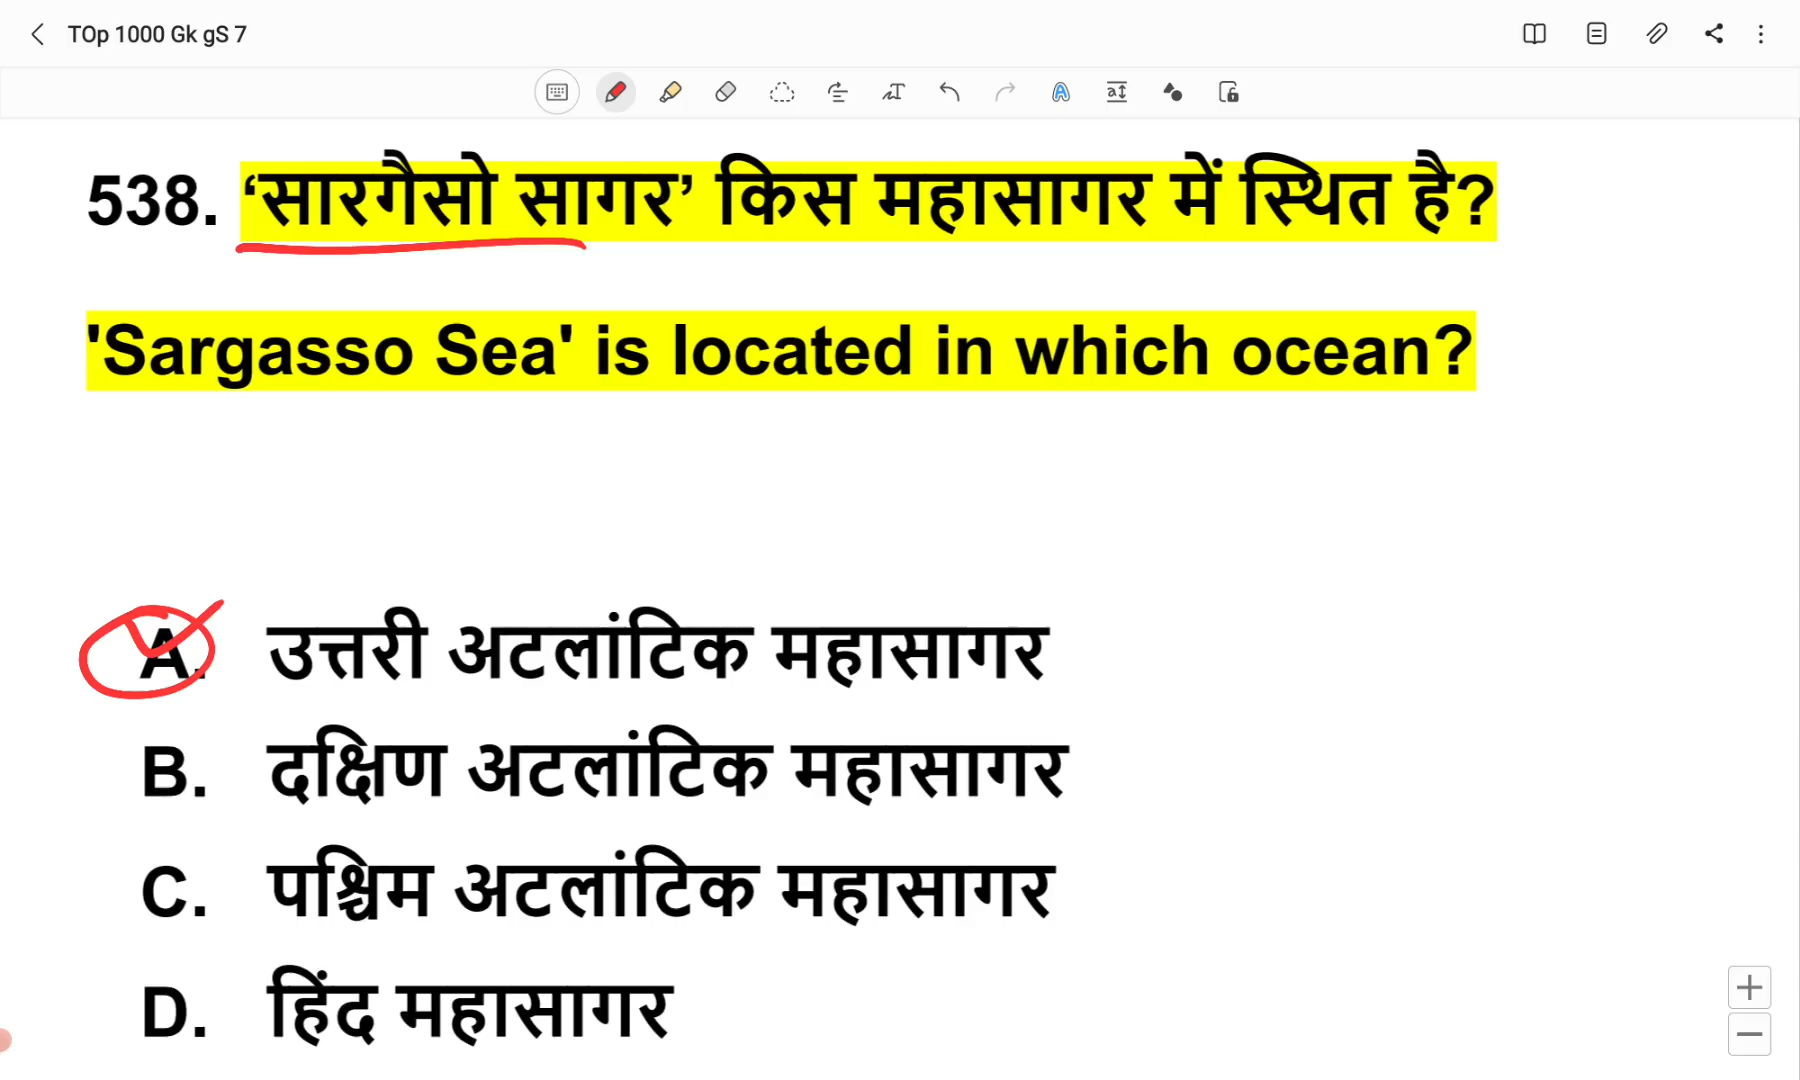 TOp 1000 Gk gS 7
538. ‘सारगैसो सागर’ किस महासागर में स्थित है?
'Sargasso Sea' is located in which ocean?
A. उत्तरी अटलांटिक महासागर
B. दक्षिण अटलांटिक महासागर
C. पश्चिम अटलांटिक महासागर
D. हिंद महासागर